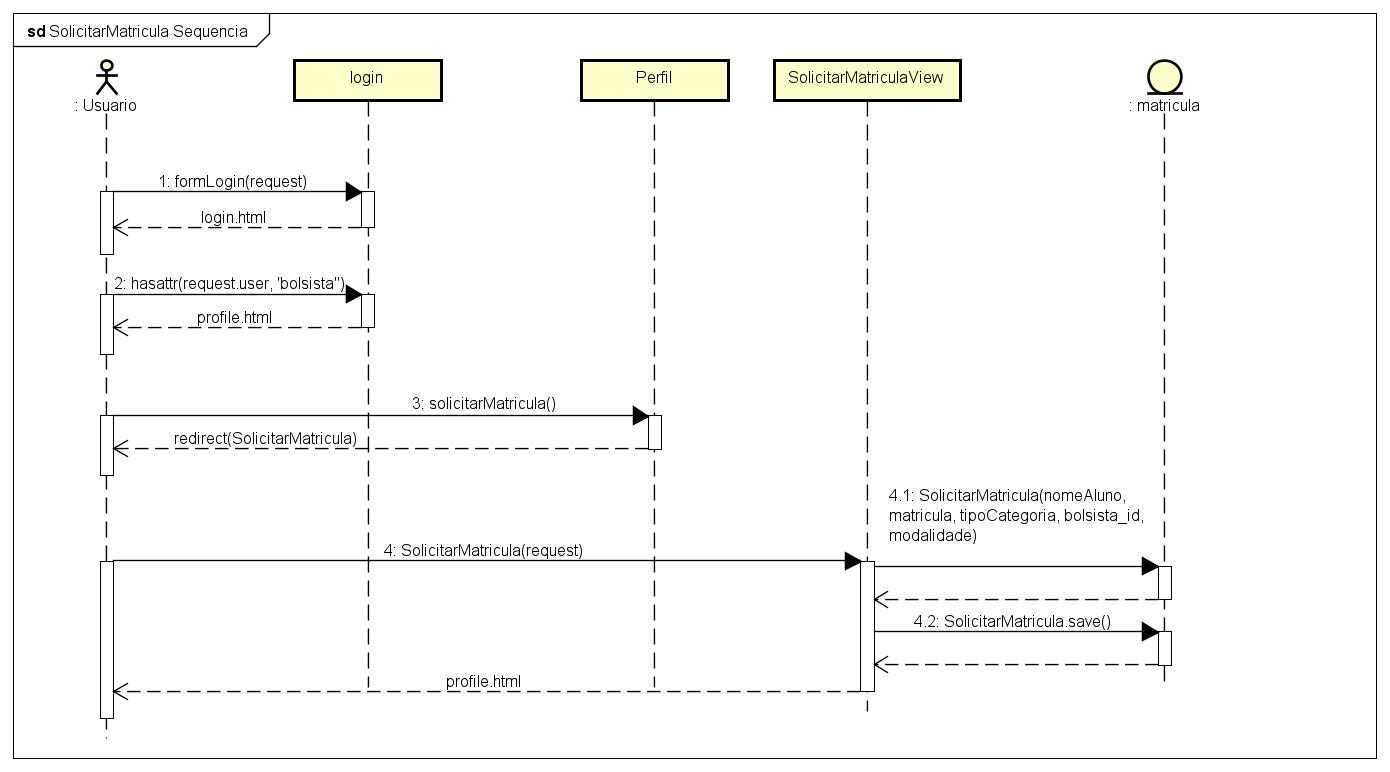 sd SolicitarMatricula Sequencia
: Usuario
login
Perfil
SolicitarMatriculaView
: matricula
1: formLogin(request)
login.html
2: hasattr(request.user, 'bolsista")
profile.html
3: solicitarMatricula()
redirect(SolicitarMatricula)
4.1: SolicitarMatricula(nomeAluno,
matricula, tipoCategoria, bolsista_id,
modalidade)
4: SolicitarMatricula(request)
4.2: SolicitarMatricula.save()
profile.html